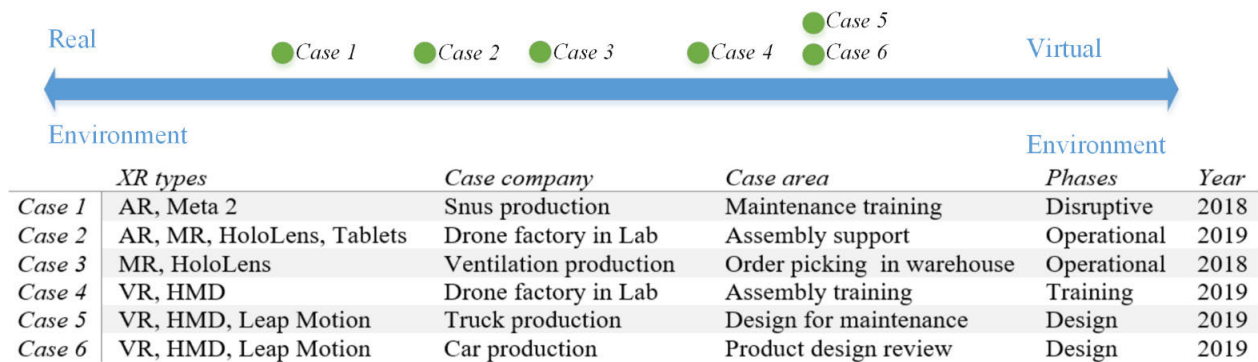 Case 5
Real Case 1 Case 2 Case 3 Case 4 Case 6 Virtual
Environment Environment
XR types Case company Case area Phases Year
Case 1 AR, Meta 2 Snus production Maintenance training Disruptive 2018
Case 2 AR, MR, HoloLens, Tablets Drone factory in Lab Assembly support Operational 2019
Case 3 MR, HoloLens Ventilation production Order picking in warehouse Operational 2018
Case 4 VR, HMD Drone factory in Lab Assembly training Training 2019
Case 5 VR, HMD, Leap Motion Truck production Design for maintenance Design 2019
Case 6 VR, HMD, Leap Motion Car production Product design review Design 2019